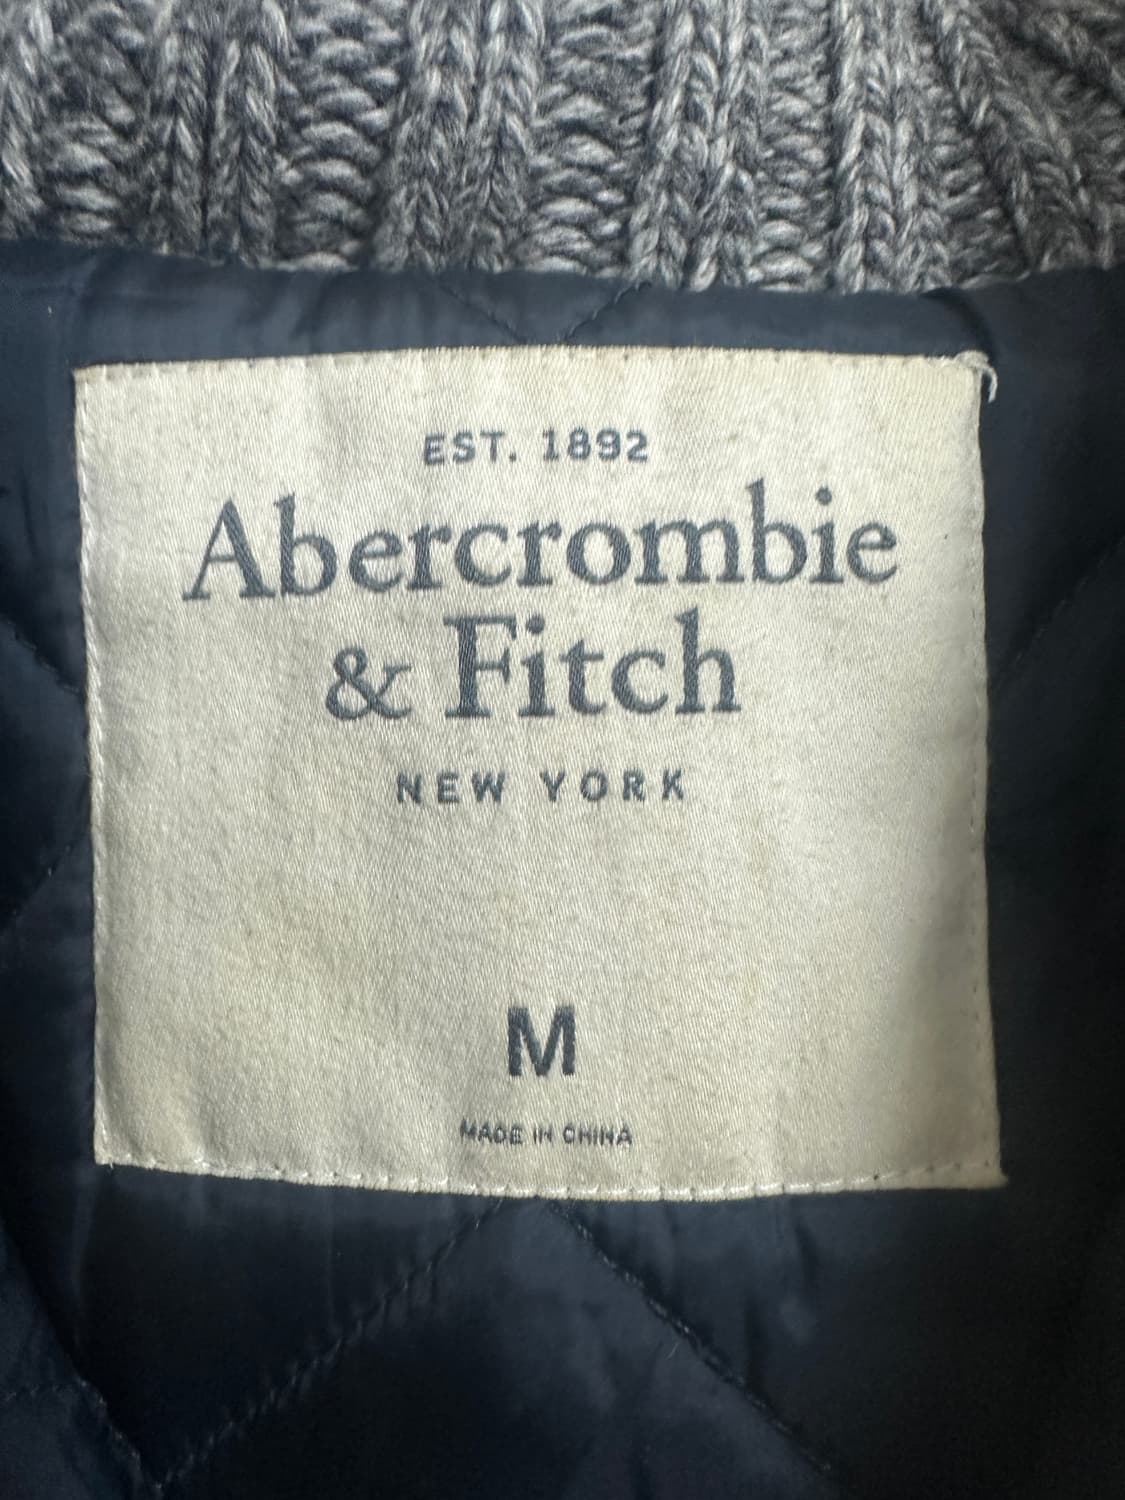 EST. 1892
Abercrombie
& Fitch
NEW YORK
M
MADE IN CHINA